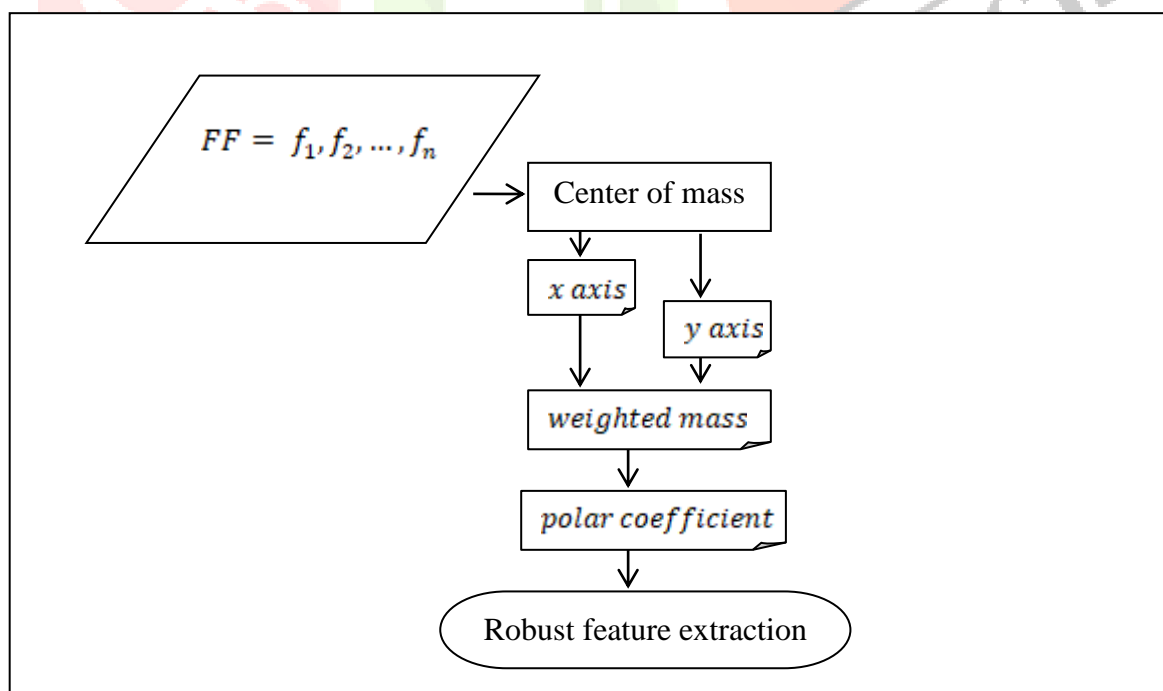 FF = f₁, f₂, ..., fₙ
Center of mass
x axis
y axis
weighted mass
polar coefficient
Robust feature extraction